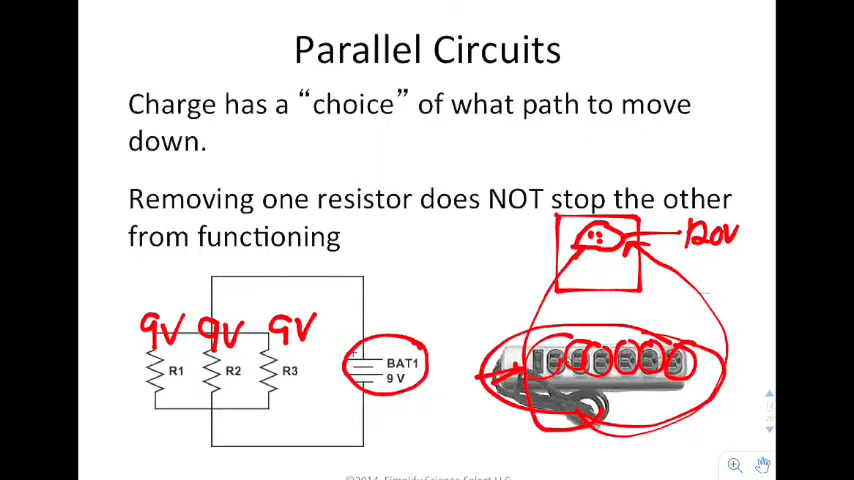 Parallel Circuits
Charge has a “choice” of what path to move
down.
Removing one resistor does NOT stop the other
from functioning
120V
9V 9V 9V
R1 R2 R3
+
BAT1
9 V